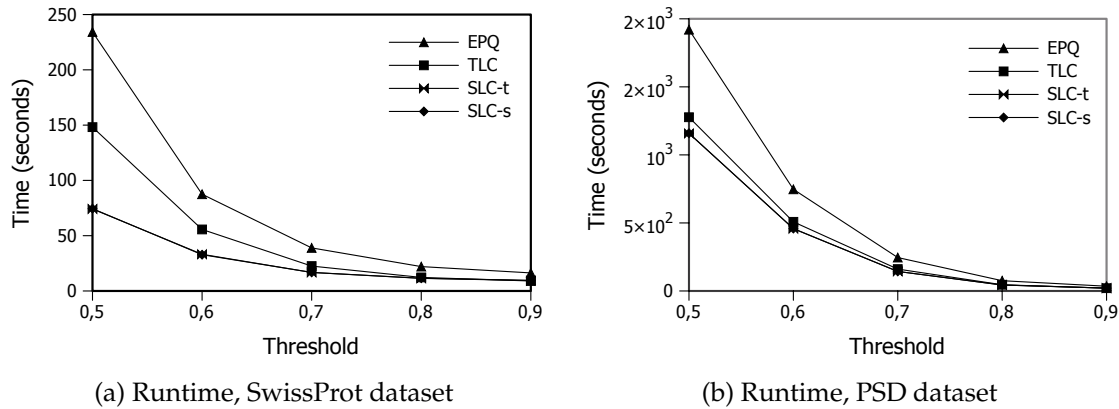 250
200
150
100
50
0
Time (seconds)
EPQ
TLC
SLC-t
SLC-s
0,5 0,6 0,7 0,8 0,9
Threshold
(a) Runtime, SwissProt dataset
2×10³
2×10³
10³
5×10²
0
Time (seconds)
EPQ
TLC
SLC-t
SLC-s
0,5 0,6 0,7 0,8 0,9
Threshold
(b) Runtime, PSD dataset